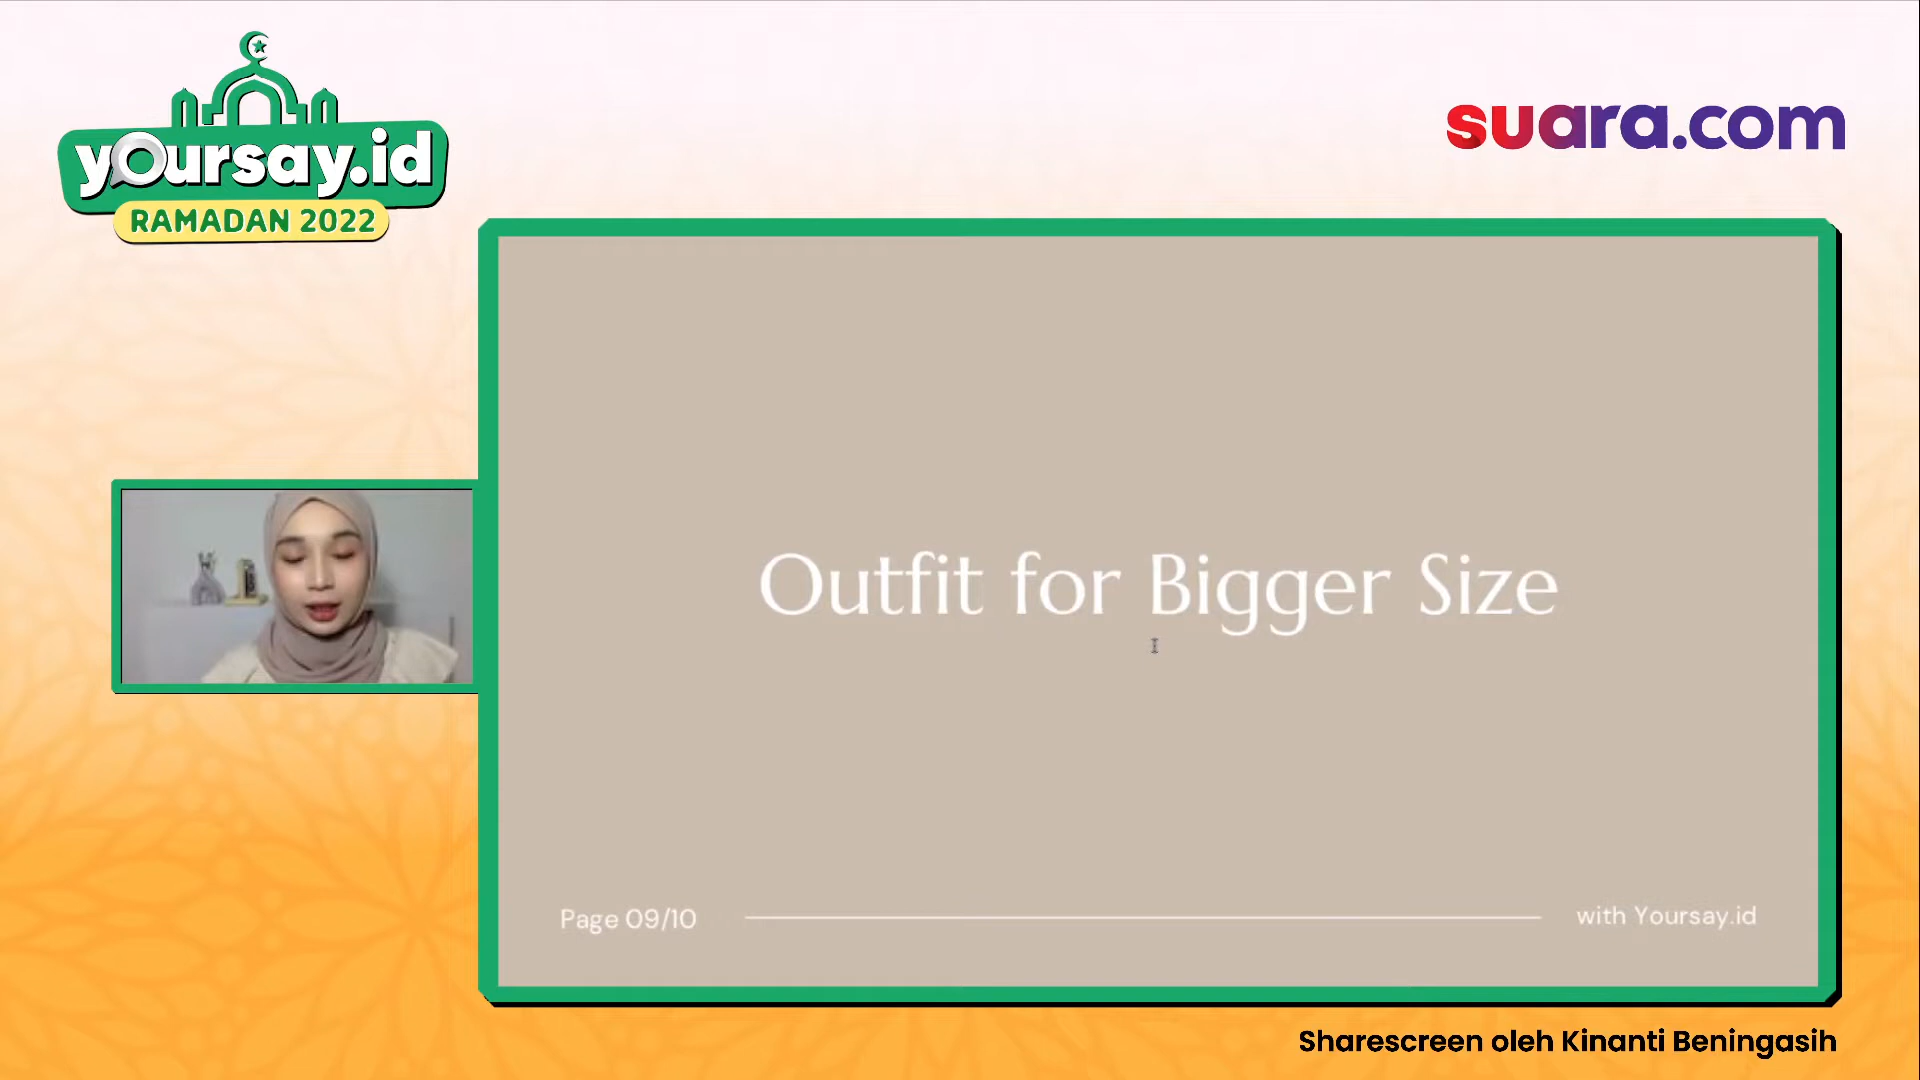 yoursay.id
RAMADAN 2022
suara.com
Outfit for Bigger Size
Page 09/10
with Yoursay.id
Sharescreen oleh Kinanti Beningasih